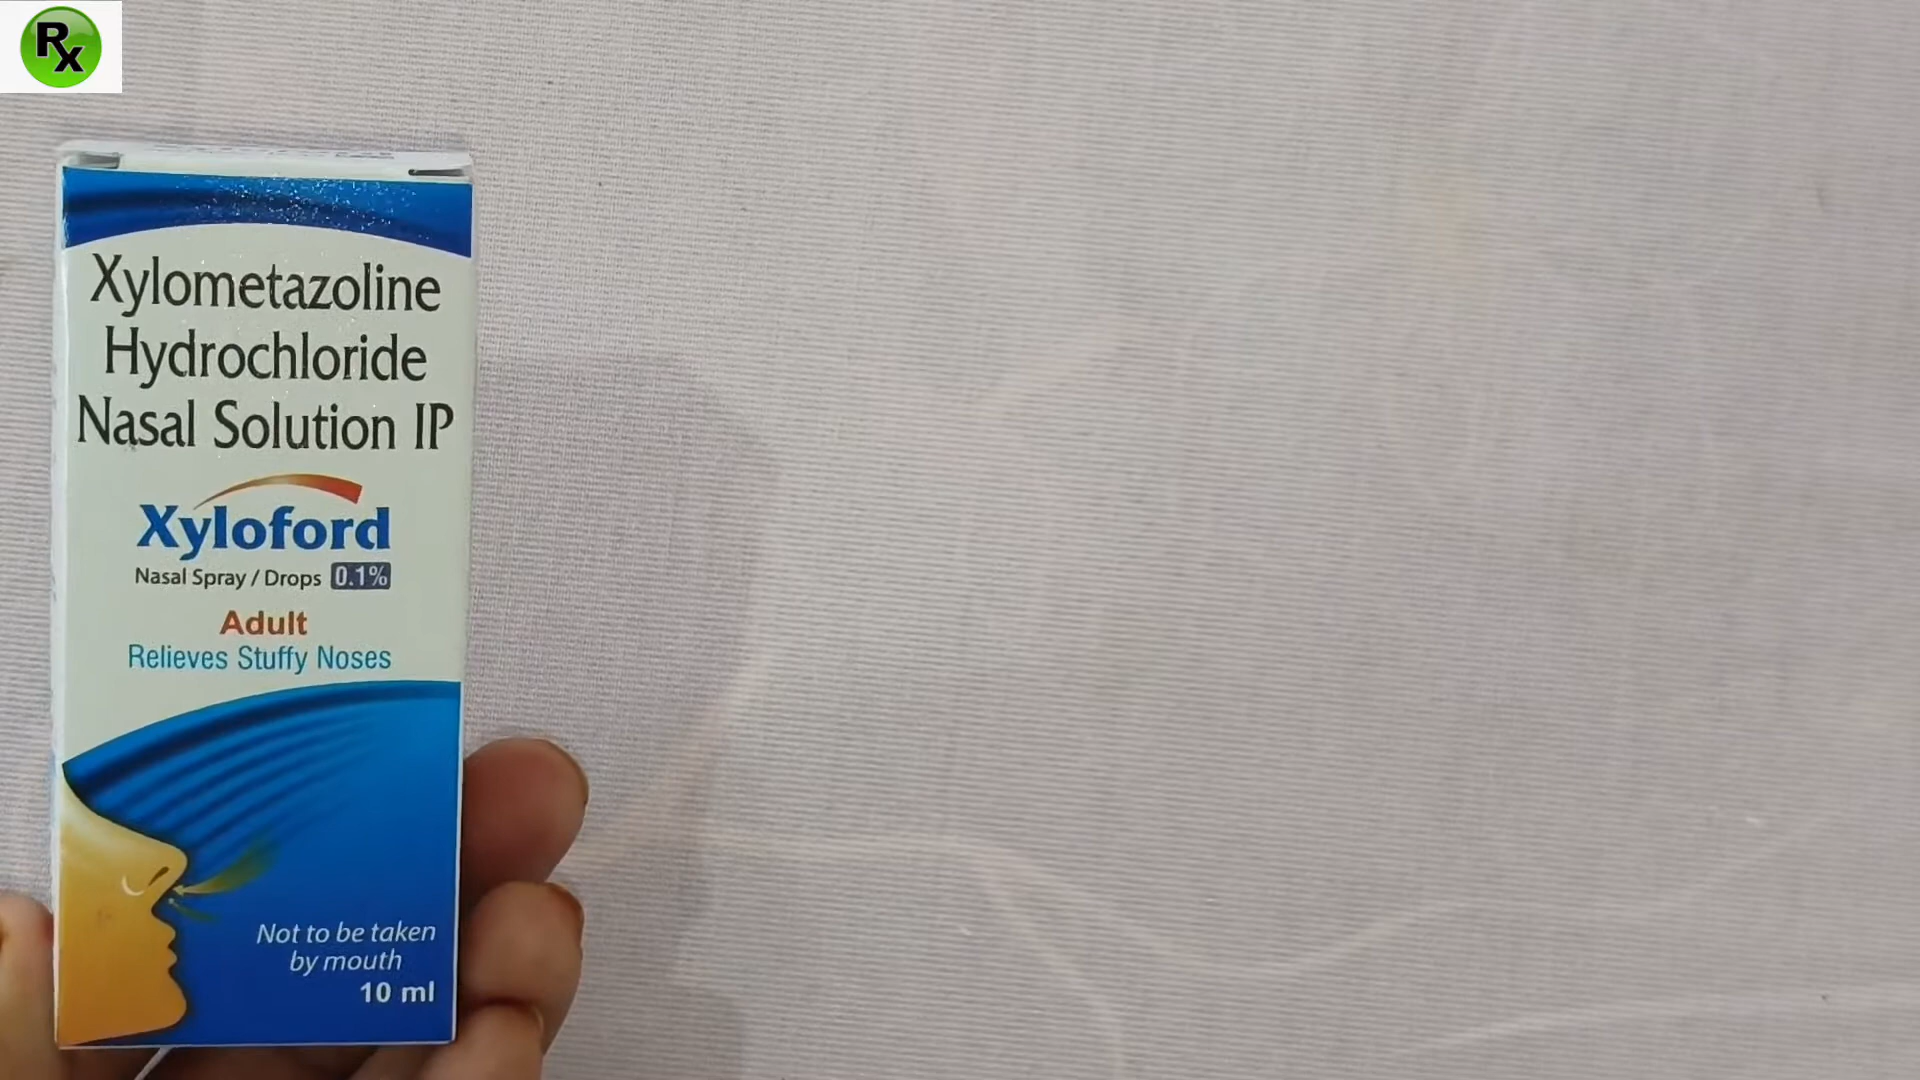 Rx
Xylometazoline
Hydrochloride
Nasal Solution IP
Xyloford
Nasal Spray / Drops 0.1%
Adult
Relieves Stuffy Noses
Not to be taken
by mouth
10 ml